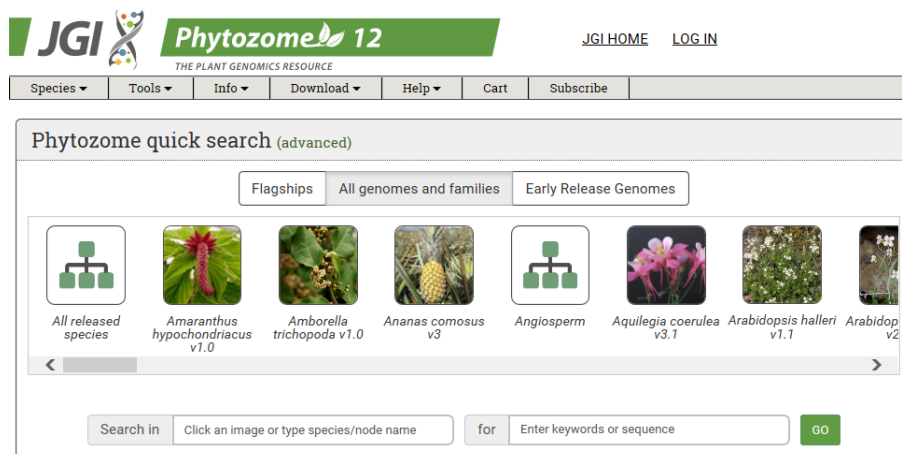 JGI
Phytozome 12
THE PLANT GENOMICS RESOURCE
JGI HOME LOG IN
Species Tools Info Download Help Cart Subscribe
Phytozome quick search (advanced)
Flagships All genomes and families Early Release Genomes
All released species
Amaranthus hypochondriacus v1.0
Amborella trichopoda v1.0
Ananas comosus v3
Angiosperm
Aquilegia coerulea v3.1
Arabidopsis halleri v1.1
Arabidop
v2
Search in Click an image or type species/node name for Enter keywords or sequence GO